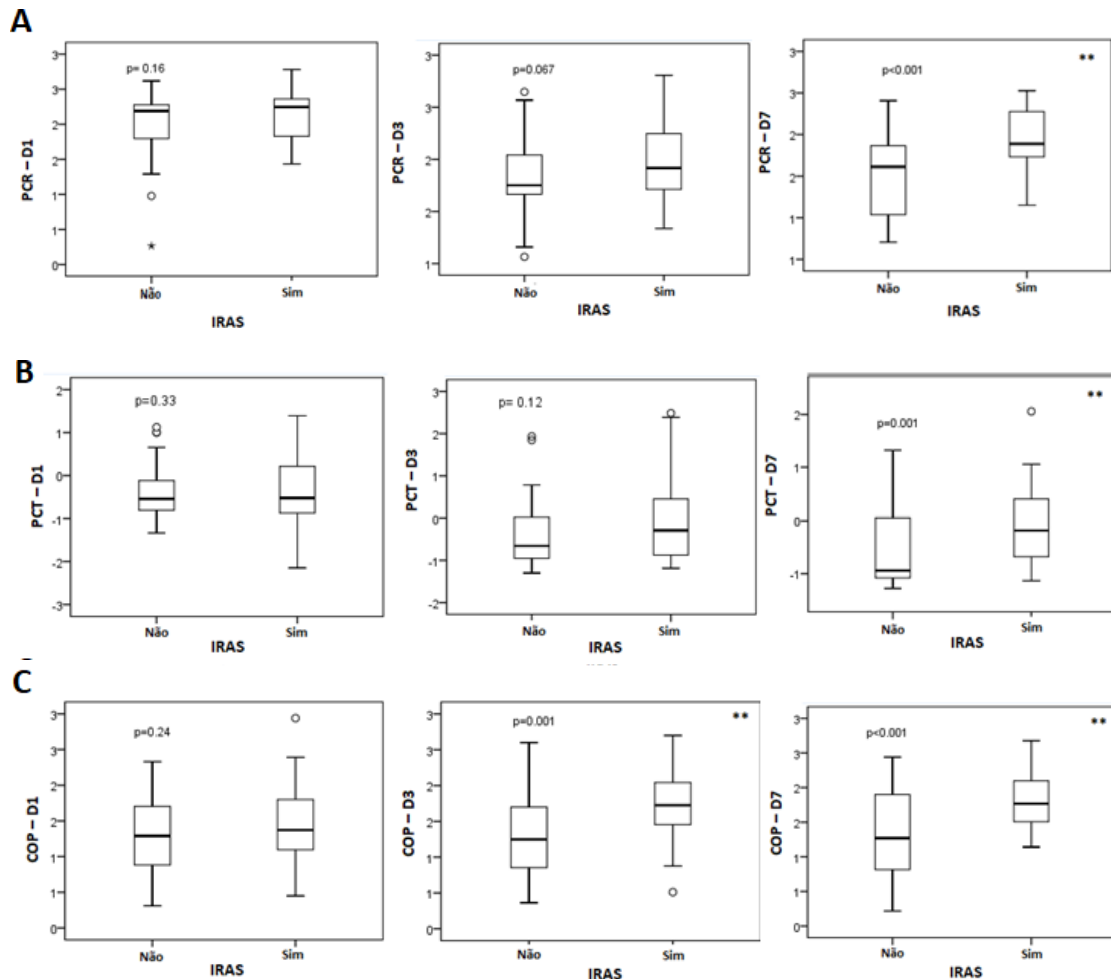 A
PCR – D1
3
3
2
2
1
1
0
p= 0.16
Não
Sim
IRAS
PCR – D3
3
3
2
2
1
p=0.067
Não
Sim
IRAS
PCR – D7
3
3
2
2
1
1
p<0.001
**
Não
Sim
IRAS
B
PCT – D1
2
1
0
-1
-2
-3
p=0.33
Não
Sim
IRAS
PCT – D3
3
2
1
0
-1
-2
p= 0.12
Não
Sim
IRAS
PCT – D7
2
1
0
-1
p=0.001
**
Não
Sim
IRAS
C
COP – D1
3
3
2
2
1
1
0
p=0.24
Não
Sim
IRAS
COP – D3
3
3
2
2
1
1
0
p=0.001
**
Não
Sim
IRAS
COP – D7
3
3
2
2
1
1
0
p<0.001
**
Não
Sim
IRAS